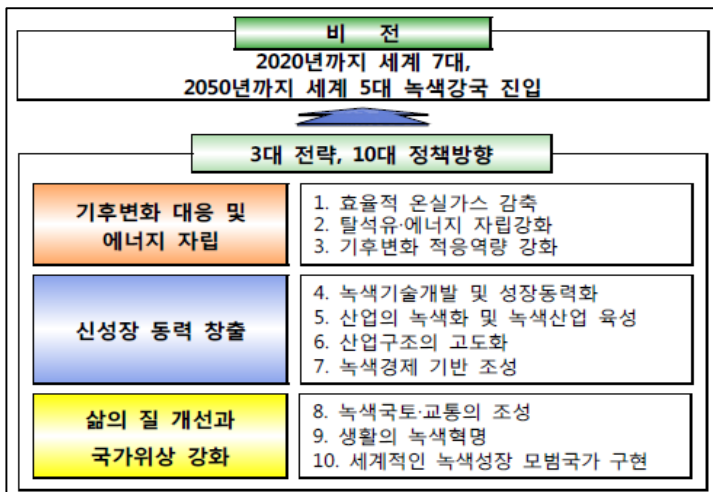 비 전
2020년까지 세계 7대,
2050년까지 세계 5대 녹색강국 진입
3대 전략, 10대 정책방향
기후변화 대응 및
에너지 자립
1. 효율적 온실가스 감축
2. 탈석유·에너지 자립강화
3. 기후변화 적응역량 강화
신성장 동력 창출
4. 녹색기술개발 및 성장동력화
5. 산업의 녹색화 및 녹색산업 육성
6. 산업구조의 고도화
7. 녹색경제 기반 조성
삶의 질 개선과
국가위상 강화
8. 녹색국토·교통의 조성
9. 생활의 녹색혁명
10. 세계적인 녹색성장 모범국가 구현